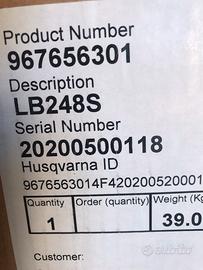 Product Number
967656301
Description
LB248S
Serial Number
20200500118
Husqvarna ID
9676563014F420200520001
Quantity Order (quantity) Weight (Kg
1 39.0
Customer: